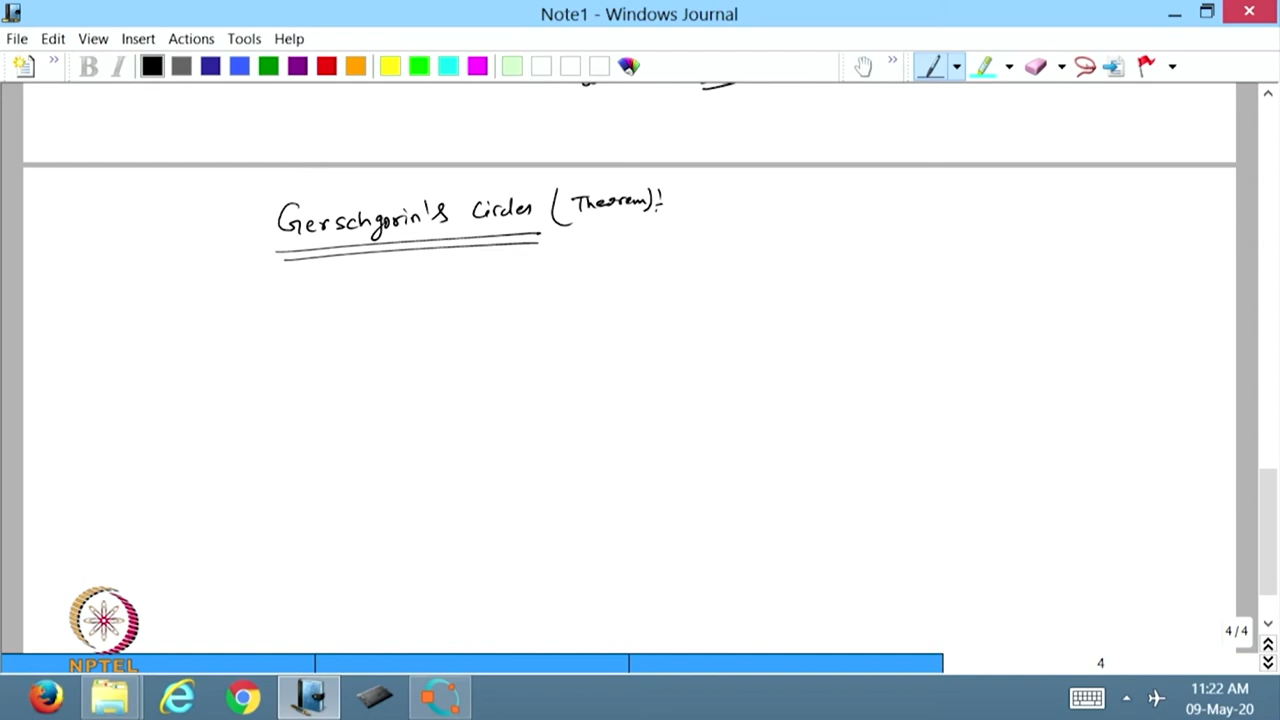 Note1 - Windows Journal
File Edit View Insert Actions Tools Help
B I
Gerschgorin's Circles (Theorem):
4 / 4
NPTEL
4
11:22 AM
09-May-20